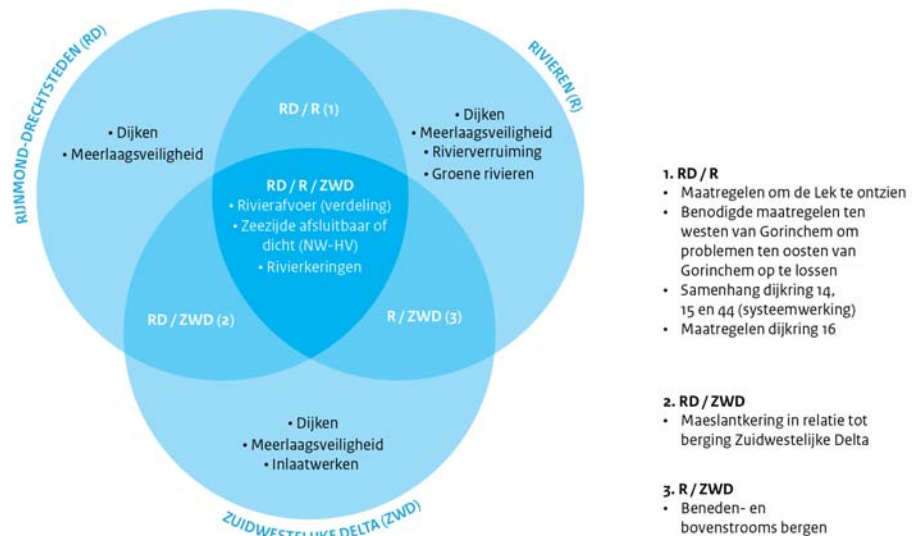 RIJNMOND-DRECHTSTEDEN (RD)
RIVIEREN (R)
RD / R (1)
• Dijken
• Meerlaagsveiligheid
• Dijken
• Meerlaagsveiligheid
• Rivierverruiming
• Groene rivieren
RD / R / ZWD
• Rivierafvoer (verdeling)
• Zeezijde afsluitbaar of
dicht (NW-HV)
• Rivierkeringen
RD / ZWD (2)
R / ZWD (3)
• Dijken
• Meerlaagsveiligheid
• Inlaatwerken
ZUIDWESTELIJKE DELTA (ZWD)
1. RD / R
• Maatregelen om de Lek te ontzien
• Benodigde maatregelen ten
westen van Gorinchem om
problemen ten oosten van
Gorinchem op te lossen
• Samenhang dijkring 14,
15 en 44 (systeemwerking)
• Maatregelen dijkring 16
2. RD / ZWD
• Maeslantkering in relatie tot
berging Zuidwestelijke Delta
3. R / ZWD
• Beneden- en
bovenstrooms bergen